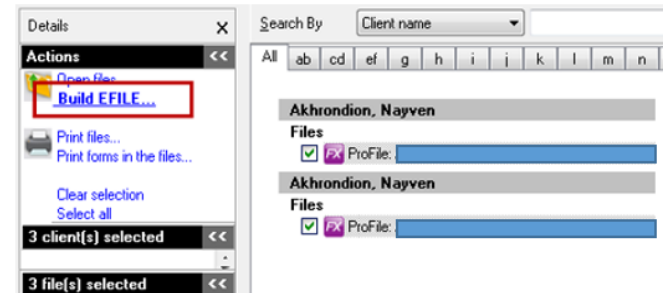 Details X
Search By Client name
Actions <<
All ab cd ef g h i j k l m n
Open files...
Build EFILE...
Print files...
Print forms in the files...
Clear selection
Select all
3 client(s) selected <<
3 file(s) selected <<
Akhrondion, Nayven
Files
FX ProFile:
Akhrondion, Nayven
Files
FX ProFile: